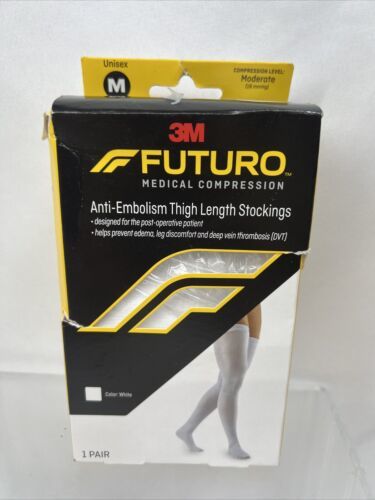 Unisex
M
COMPRESSION LEVEL:
Moderate
(18 mmHg)
3M
FUTURO™
MEDICAL COMPRESSION
Anti-Embolism Thigh Length Stockings
• designed for the post-operative patient
• helps prevent edema, leg discomfort and deep vein thrombosis (DVT)
Color: White
1 PAIR